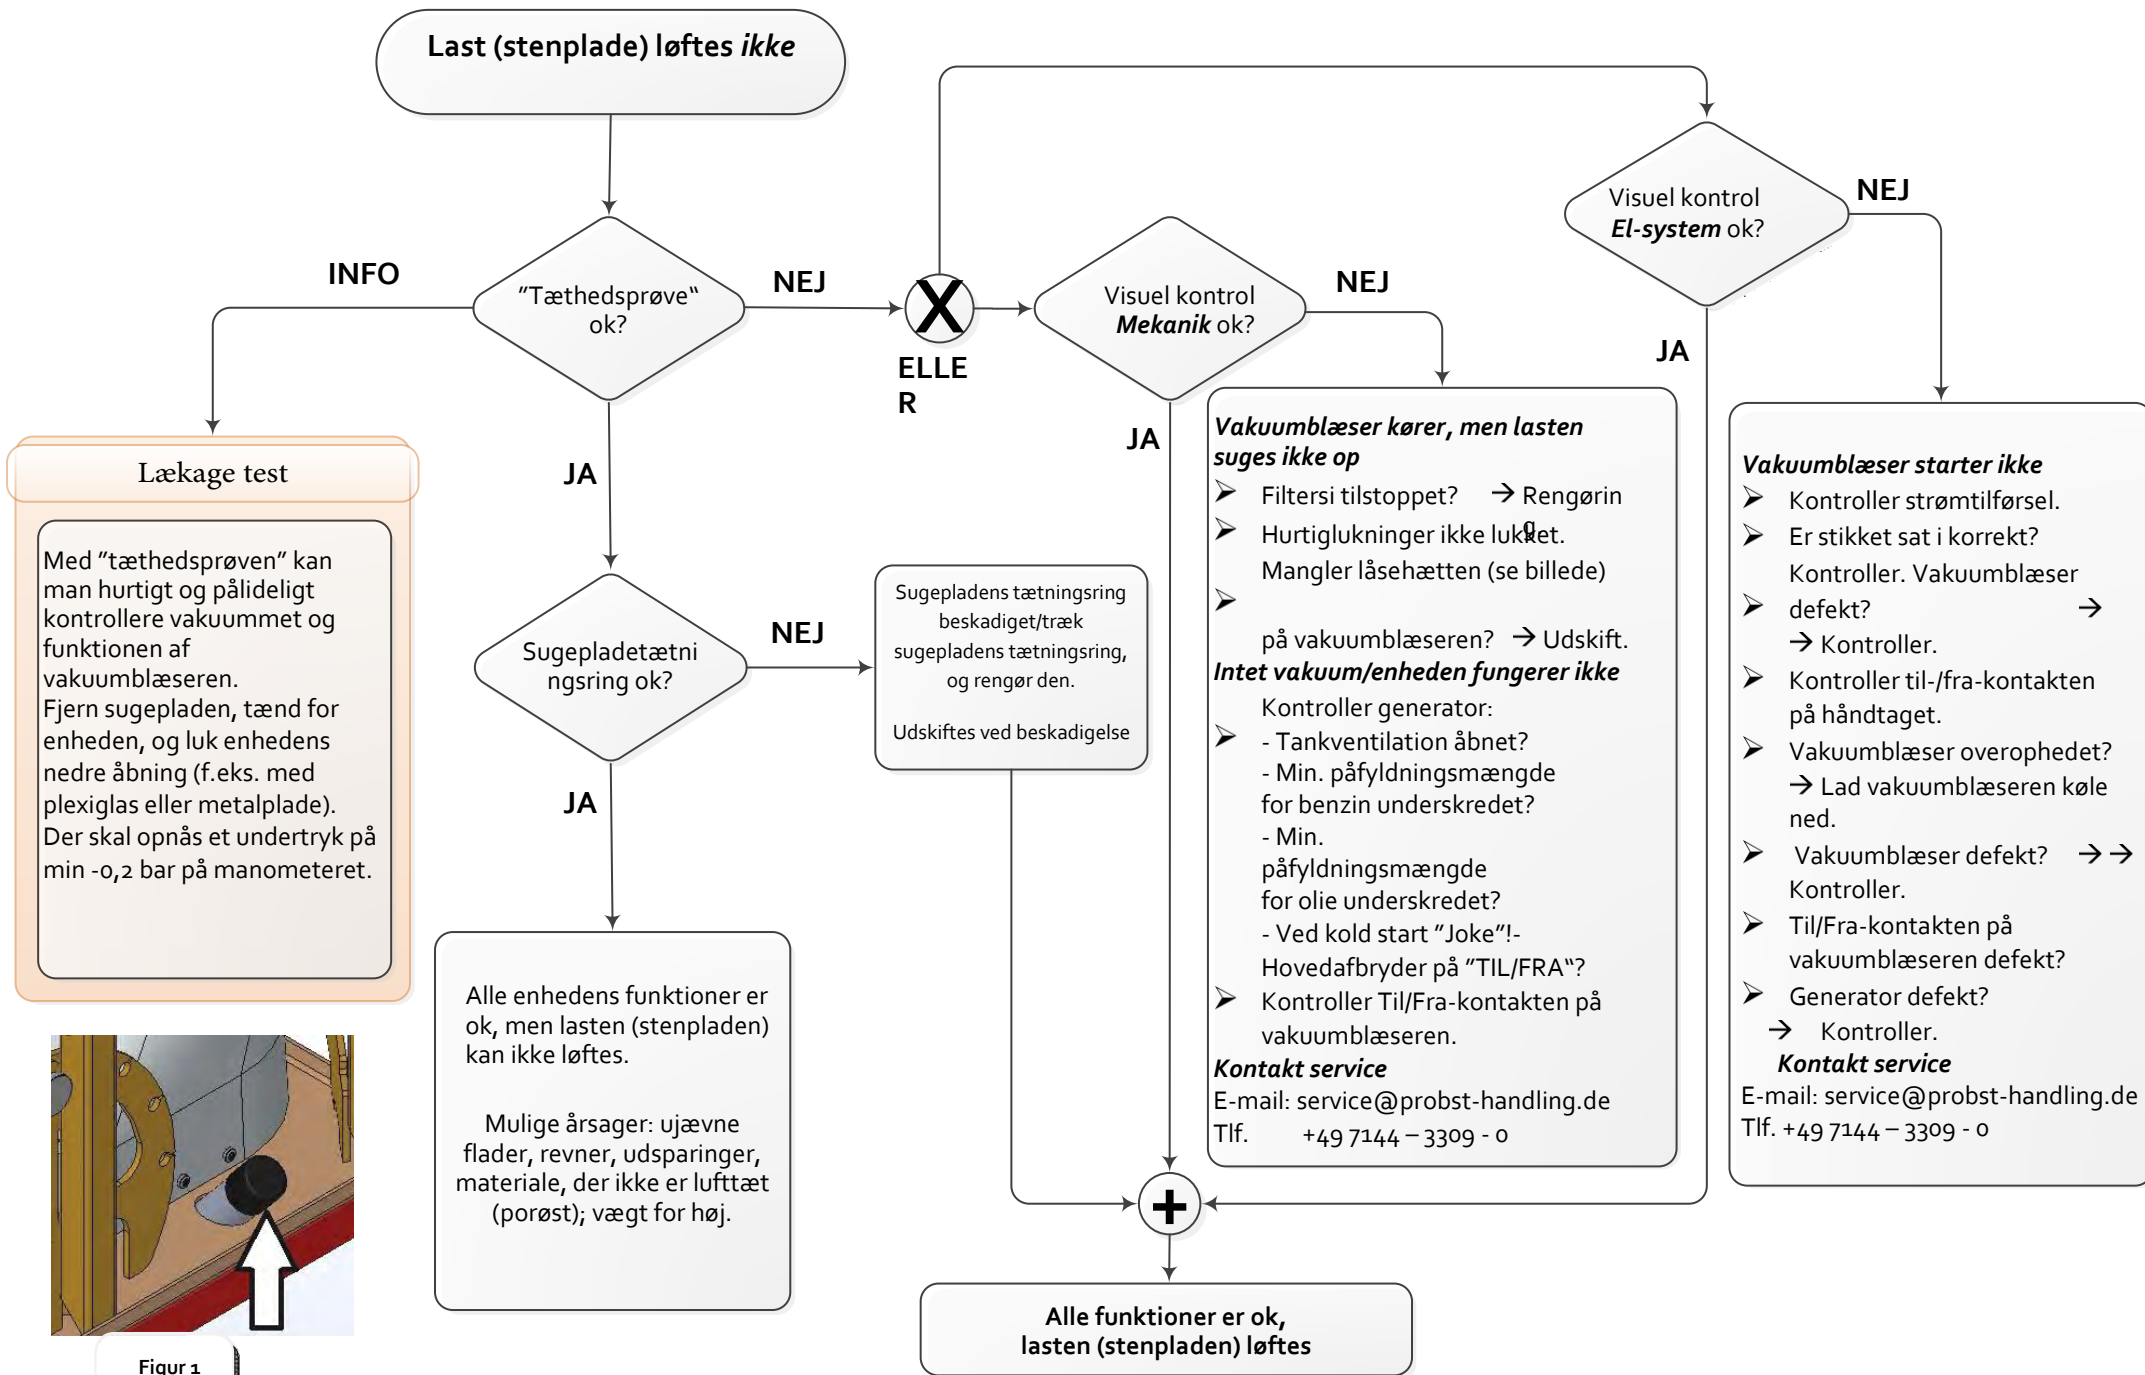 Last (stenplade) løftes ikke
INFO
"Tæthedsprøve“
ok?
NEJ
X
ELLE
R
Visuel kontrol
Mekanik ok?
NEJ
Visuel kontrol
El-system ok?
NEJ
JA
JA
JA
Lækage test
Med "tæthedsprøven" kan
man hurtigt og pålideligt
kontrollere vakuummet og
funktionen af
vakuumblæseren.
Fjern sugepladen, tænd for
enheden, og luk enhedens
nedre åbning (f.eks. med
plexiglas eller metalplade).
Der skal opnås et undertryk på
min -0,2 bar på manometeret.
Sugepladetætni
ngsring ok?
NEJ
JA
Sugepladens tætningsring
beskadiget/træk
sugepladens tætningsring,
og rengør den.
Udskiftes ved beskadigelse
Alle enhedens funktioner er
ok, men lasten (stenpladen)
kan ikke løftes.
Mulige årsager: ujævne
flader, revner, udsparinger,
materiale, der ikke er lufttæt
(porøst); vægt for høj.
Vakuumblæser kører, men lasten
suges ikke op
➢ Filtersi tilstoppet? → Rengørin
g.
➢ Hurtiglukninger ikke lukket.
Mangler låsehætten (se billede)
➢
på vakuumblæseren? → Udskift.
Intet vakuum/enheden fungerer ikke
Kontroller generator:
➢ - Tankventilation åbnet?
- Min. påfyldningsmængde
for benzin underskredet?
- Min.
påfyldningsmængde
for olie underskredet?
- Ved kold start "Joke"!-
Hovedafbryder på "TIL/FRA“?
➢ Kontroller Til/Fra-kontakten på
vakuumblæseren.
Kontakt service
E-mail: service@probst-handling.de
Tlf. +49 7144 – 3309 - 0
Vakuumblæser starter ikke
➢ Kontroller strømtilførsel.
➢ Er stikket sat i korrekt?
Kontroller. Vakuumblæser
➢ defekt? →
→ Kontroller.
➢ Kontroller til-/fra-kontakten
på håndtaget.
➢ Vakuumblæser overophedet?
→ Lad vakuumblæseren køle
ned.
➢ Vakuumblæser defekt? → →
Kontroller.
➢ Til/Fra-kontakten på
vakuumblæseren defekt?
➢ Generator defekt?
→ Kontroller.
Kontakt service
E-mail: service@probst-handling.de
Tlf. +49 7144 – 3309 - 0
+
Alle funktioner er ok,
lasten (stenpladen) løftes
Figur 1